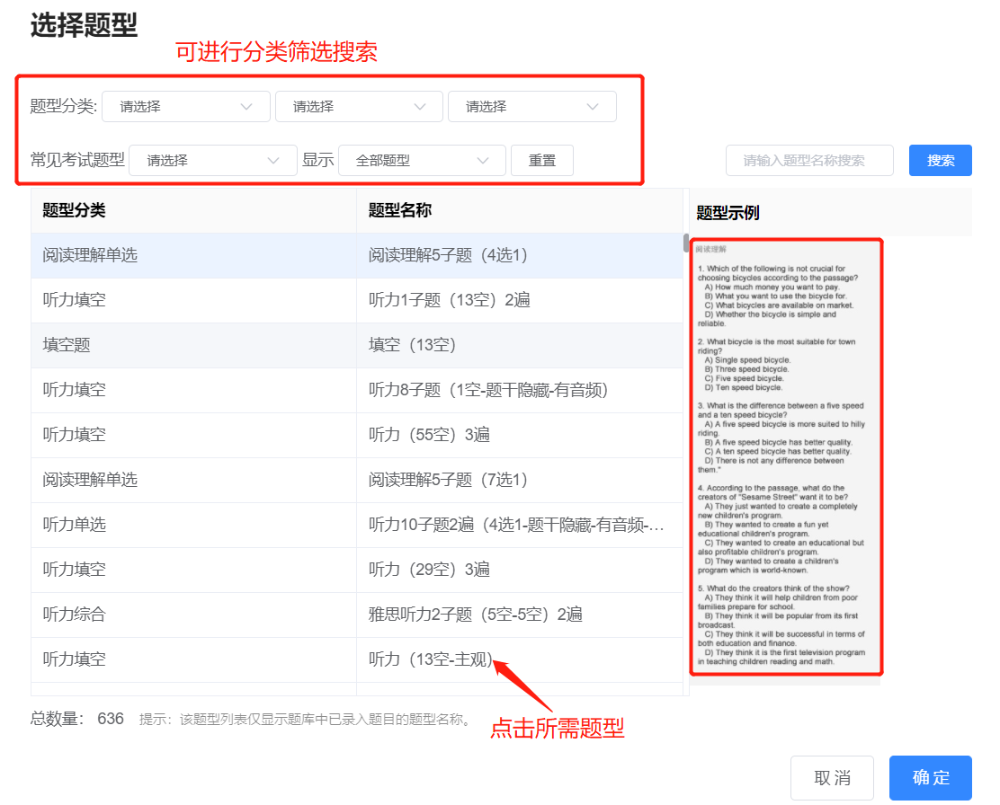 选择题型
可进行分类筛选搜索
题型分类: 请选择 请选择 请选择
常见考试题型 请选择 显示 全部题型 重置 请输入题型名称搜索 搜索
题型分类 题型名称 题型示例
阅读理解单选 阅读理解5子题（4选1）
听力填空 听力1子题（13空）2遍
填空题 填空（13空）
听力填空 听力8子题（1空-题干隐藏-有音频）
听力填空 听力（55空）3遍
阅读理解单选 阅读理解5子题（7选1）
听力单选 听力10子题2遍（4选1-题干隐藏-有音频-…
听力填空 听力（29空）3遍
听力综合 雅思听力2子题（5空-5空）2遍
听力填空 听力（13空-主观）
阅读理解
1. Which of the following is not crucial for
choosing bicycles according to the passage?
A) How much money you want to pay.
B) What you want to use the bicycle for.
C) What bicycles are available on market.
D) Whether the bicycle is simple and
reliable.
2. What bicycle is the most suitable for town
riding?
A) Single speed bicycle.
B) Three speed bicycle.
C) Five speed bicycle.
D) Ten speed bicycle.
3. What is the difference between a five speed
and a ten speed bicycle?
A) A five speed bicycle is more suited to hilly
riding.
B) A five speed bicycle has better quality.
C) A ten speed bicycle has better quality.
D) There is not any difference between
them."
4. According to the passage, what do the
creators of "Sesame Street" want it to be?
A) They just wanted to create a completely
new children's program.
B) They wanted to create a fun yet
educational children's program.
C) They wanted to create an educational but
also profitable children's program.
D) They wanted to create a children's
program which is world-known.
5. What do the creators think of the show?
A) They think it will help children from poor
families prepare for school.
B) They think it will be popular from its first
broadcast.
C) They think it will be successful in terms of
both education and finance.
D) They think it is the first television program
in teaching children reading and math.
总数量： 636 提示：该题型列表仅显示题库中已录入题目的题型名称。
点击所需题型
取消 确定